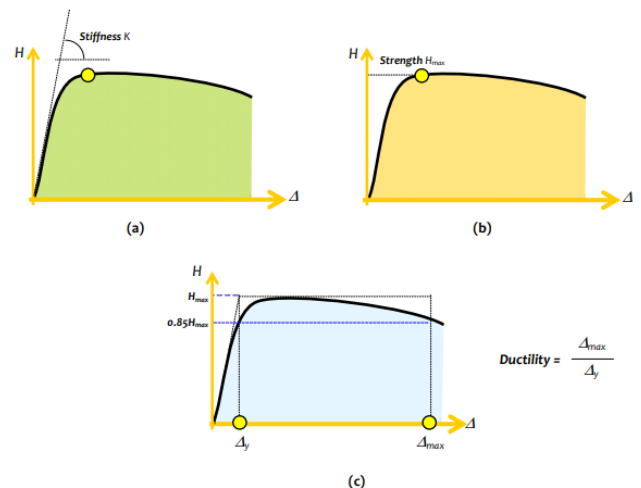 Stiffness K
H
Δ
(a)
Strength Hmax
H
Δ
(b)
H
Hmax
0.85Hmax
Δy
Δmax
Δ
(c)
Ductility = Δmax / Δy